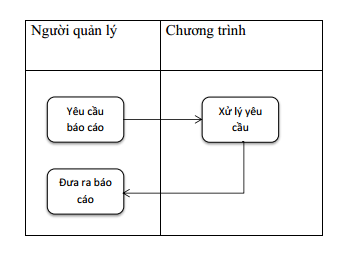 Người quản lý
Chương trình
Yêu cầu
báo cáo
Xử lý yêu
cầu
Đưa ra báo
cáo